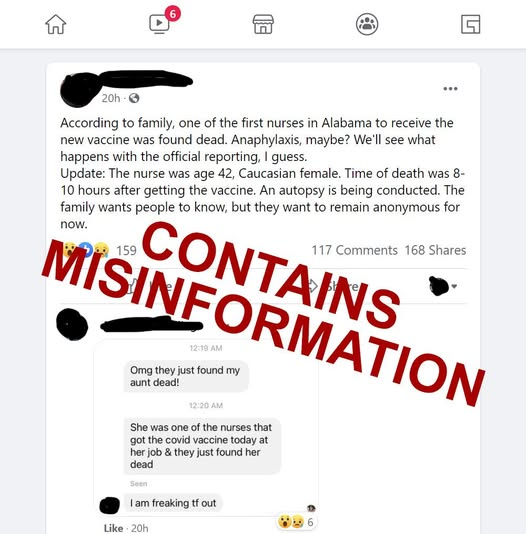 6
20h
According to family, one of the first nurses in Alabama to receive the
new vaccine was found dead. Anaphylaxis, maybe? We'll see what
happens with the official reporting, I guess.
Update: The nurse was age 42, Caucasian female. Time of death was 8-
10 hours after getting the vaccine. An autopsy is being conducted. The
family wants people to know, but they want to remain anonymous for
now.
159 117 Comments 168 Shares
Like Share
CONTAINS
MISINFORMATION
12:19 AM
Omg they just found my
aunt dead!
12:20 AM
She was one of the nurses that
got the covid vaccine today at
her job & they just found her
dead
Seen
I am freaking tf out
6
Like · 20h